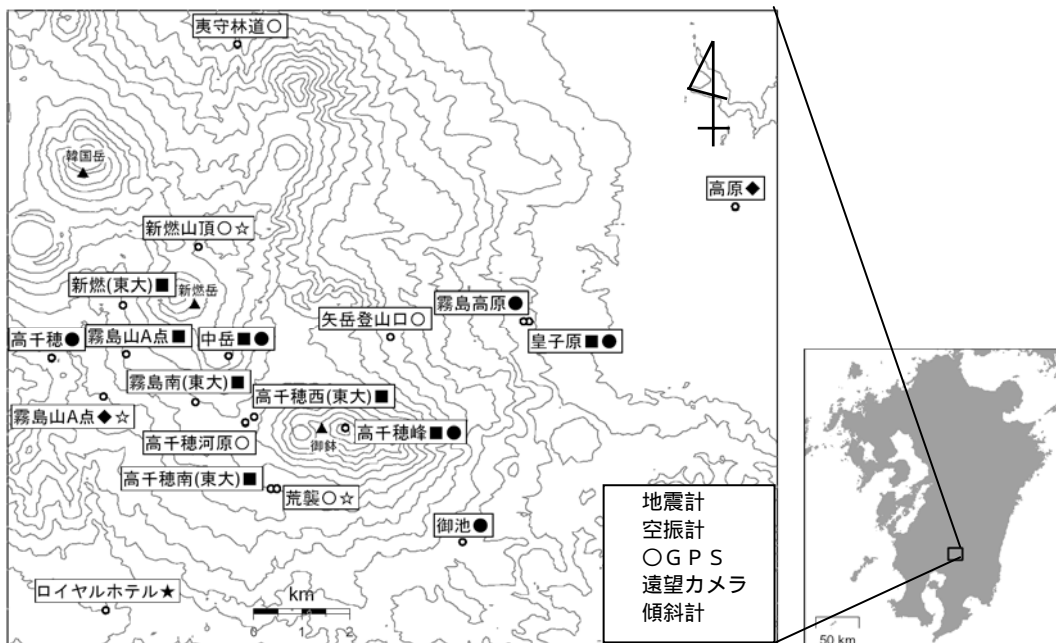 夷守林道○
韓国岳
高原◆
新燃山頂○☆
新燃(東大)■
新燃岳
霧島高原●
矢岳登山口○
高千穂●
霧島山A点■
中岳■●
皇子原■●
霧島南(東大)■
高千穂西(東大)■
霧島山A点◆☆
高千穂河原○
御鉢
高千穂峰■●
高千穂南(東大)■
荒襲○☆
御池●
ロイヤルホテル★
km
0 1 2
地震計
空振計
○GPS
遠望カメラ
傾斜計
50 km